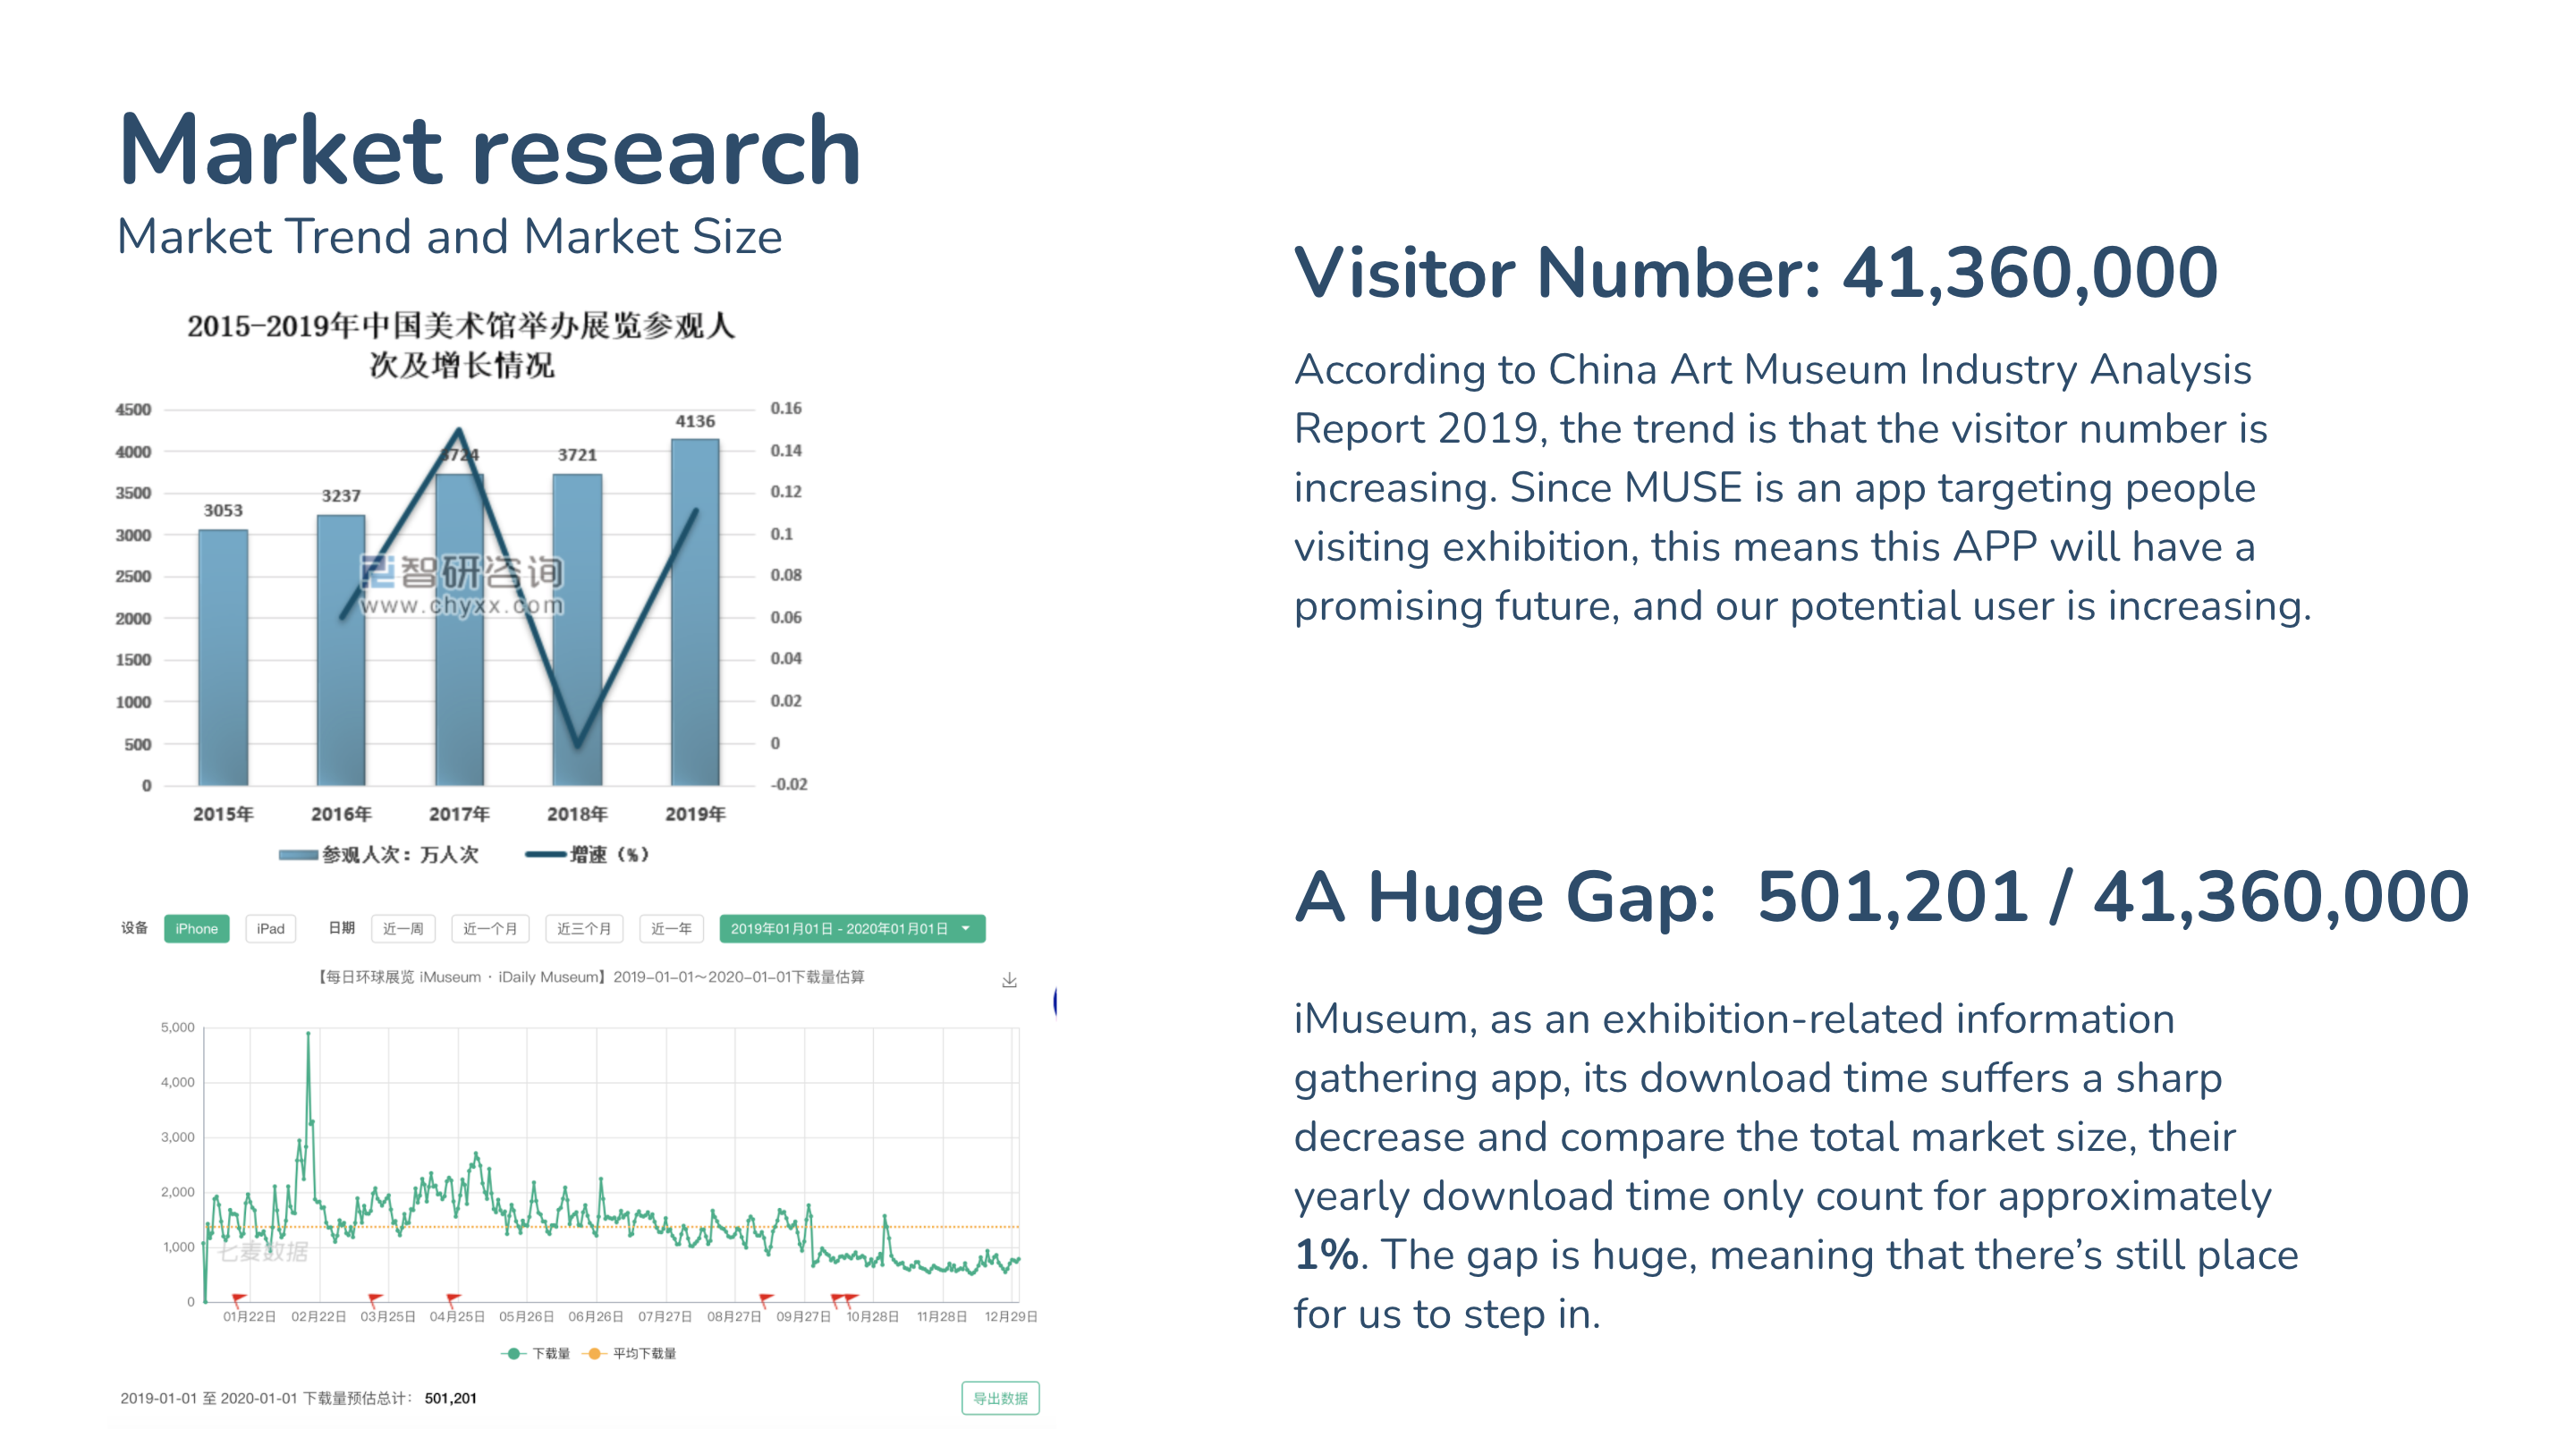 Market research
Market Trend and Market Size
2015-2019年中国美术馆举办展览参观人
次及增长情况
4500
4000
3500
3000
2500
2000
1500
1000
500
0
0.16
0.14
0.12
0.1
0.08
0.06
0.04
0.02
0
-0.02
3053
3237
3724
3721
4136
智研咨询
www.chyxx.com
2015年 2016年 2017年 2018年 2019年
参观人次：万人次 增速（%）
设备 iPhone iPad 日期 近一周 近一个月 近三个月 近一年 2019年01月01日 - 2020年01月01日
【每日环球展览 iMuseum · iDaily Museum】2019-01-01～2020-01-01下载量估算
5,000
4,000
3,000
2,000
1,000
0
七麦数据
01月22日 02月22日 03月25日 04月25日 05月26日 06月26日 07月27日 08月27日 09月27日 10月28日 11月28日 12月29日
下载量 平均下载量
2019-01-01 至 2020-01-01 下载量预估总计： 501,201
导出数据
Visitor Number: 41,360,000
According to China Art Museum Industry Analysis
Report 2019, the trend is that the visitor number is
increasing. Since MUSE is an app targeting people
visiting exhibition, this means this APP will have a
promising future, and our potential user is increasing.
A Huge Gap: 501,201 / 41,360,000
iMuseum, as an exhibition-related information
gathering app, its download time suffers a sharp
decrease and compare the total market size, their
yearly download time only count for approximately
1%. The gap is huge, meaning that there’s still place
for us to step in.